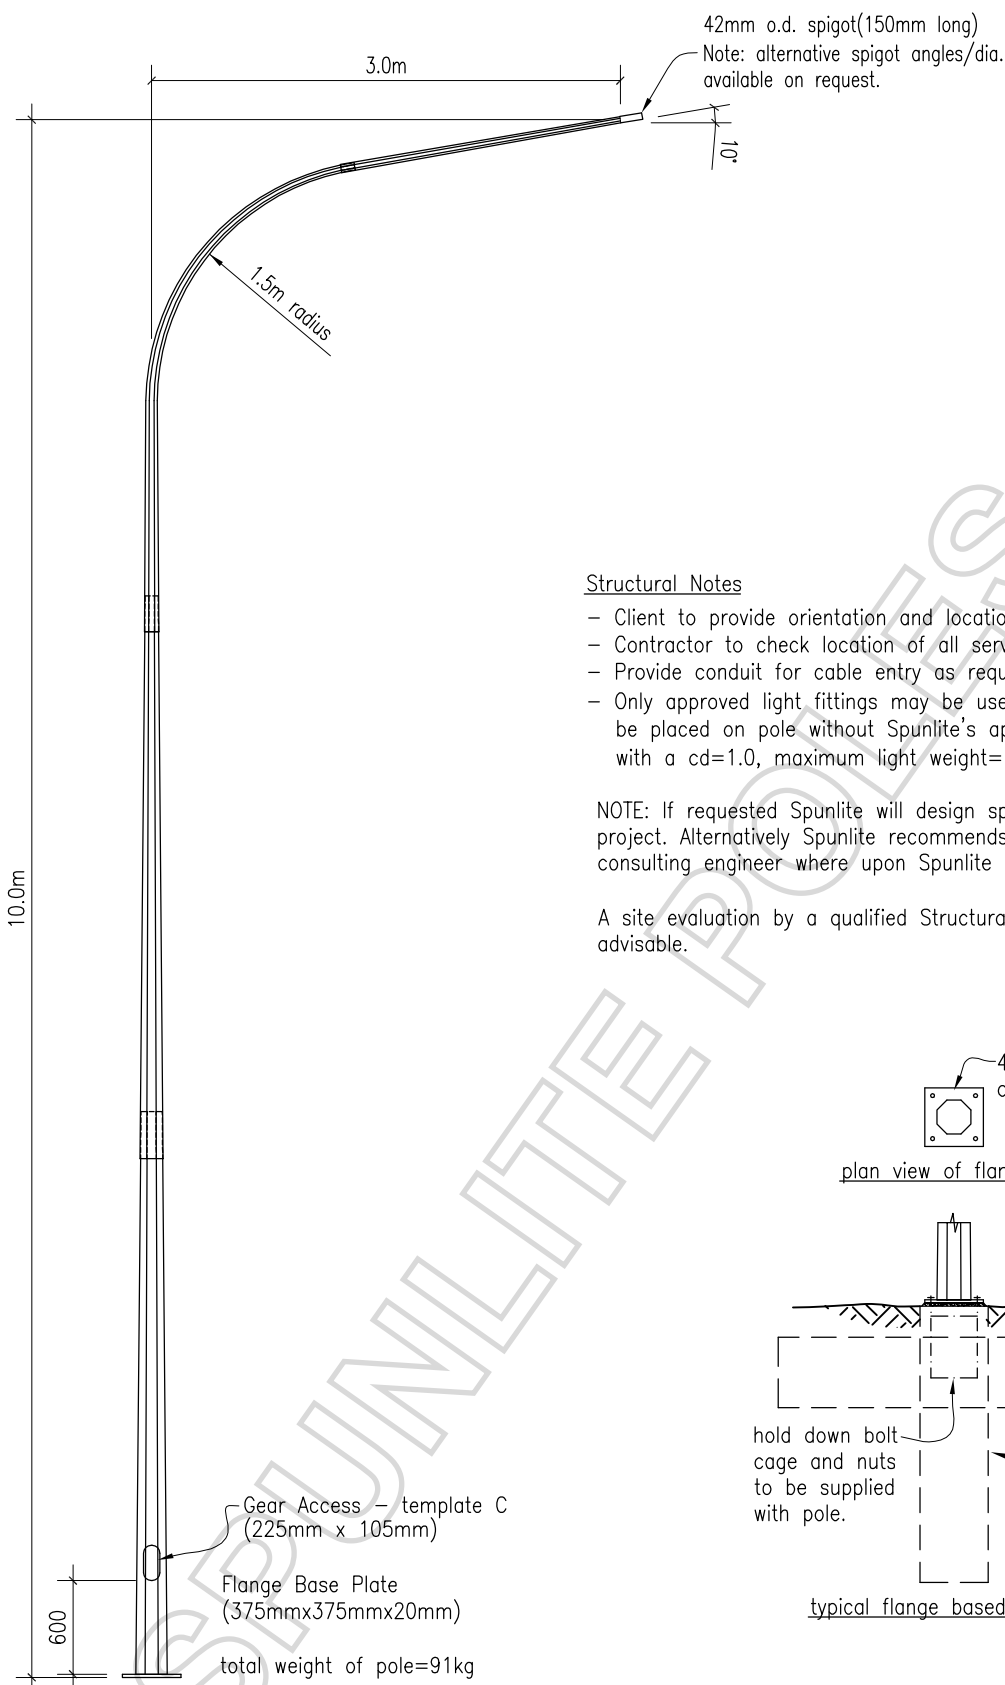 42mm o.d. spigot(150mm long)
Note: alternative spigot angles/dia.
available on request.
3.0m
10°
1.5m radius
10.0m
Structural Notes
– Client to provide orientation and locatio
– Contractor to check location of all serv
– Provide conduit for cable entry as requ
– Only approved light fittings may be use
be placed on pole without Spunlite's ap
with a cd=1.0, maximum light weight=
NOTE: If requested Spunlite will design sp
project. Alternatively Spunlite recommends
consulting engineer where upon Spunlite
A site evaluation by a qualified Structura
advisable.
4
plan view of flan
hold down bolt
cage and nuts
to be supplied
with pole.
typical flange based
Gear Access – template C
(225mm x 105mm)
Flange Base Plate
(375mmx375mmx20mm)
600
total weight of pole=91kg
SPUNLITE POLES